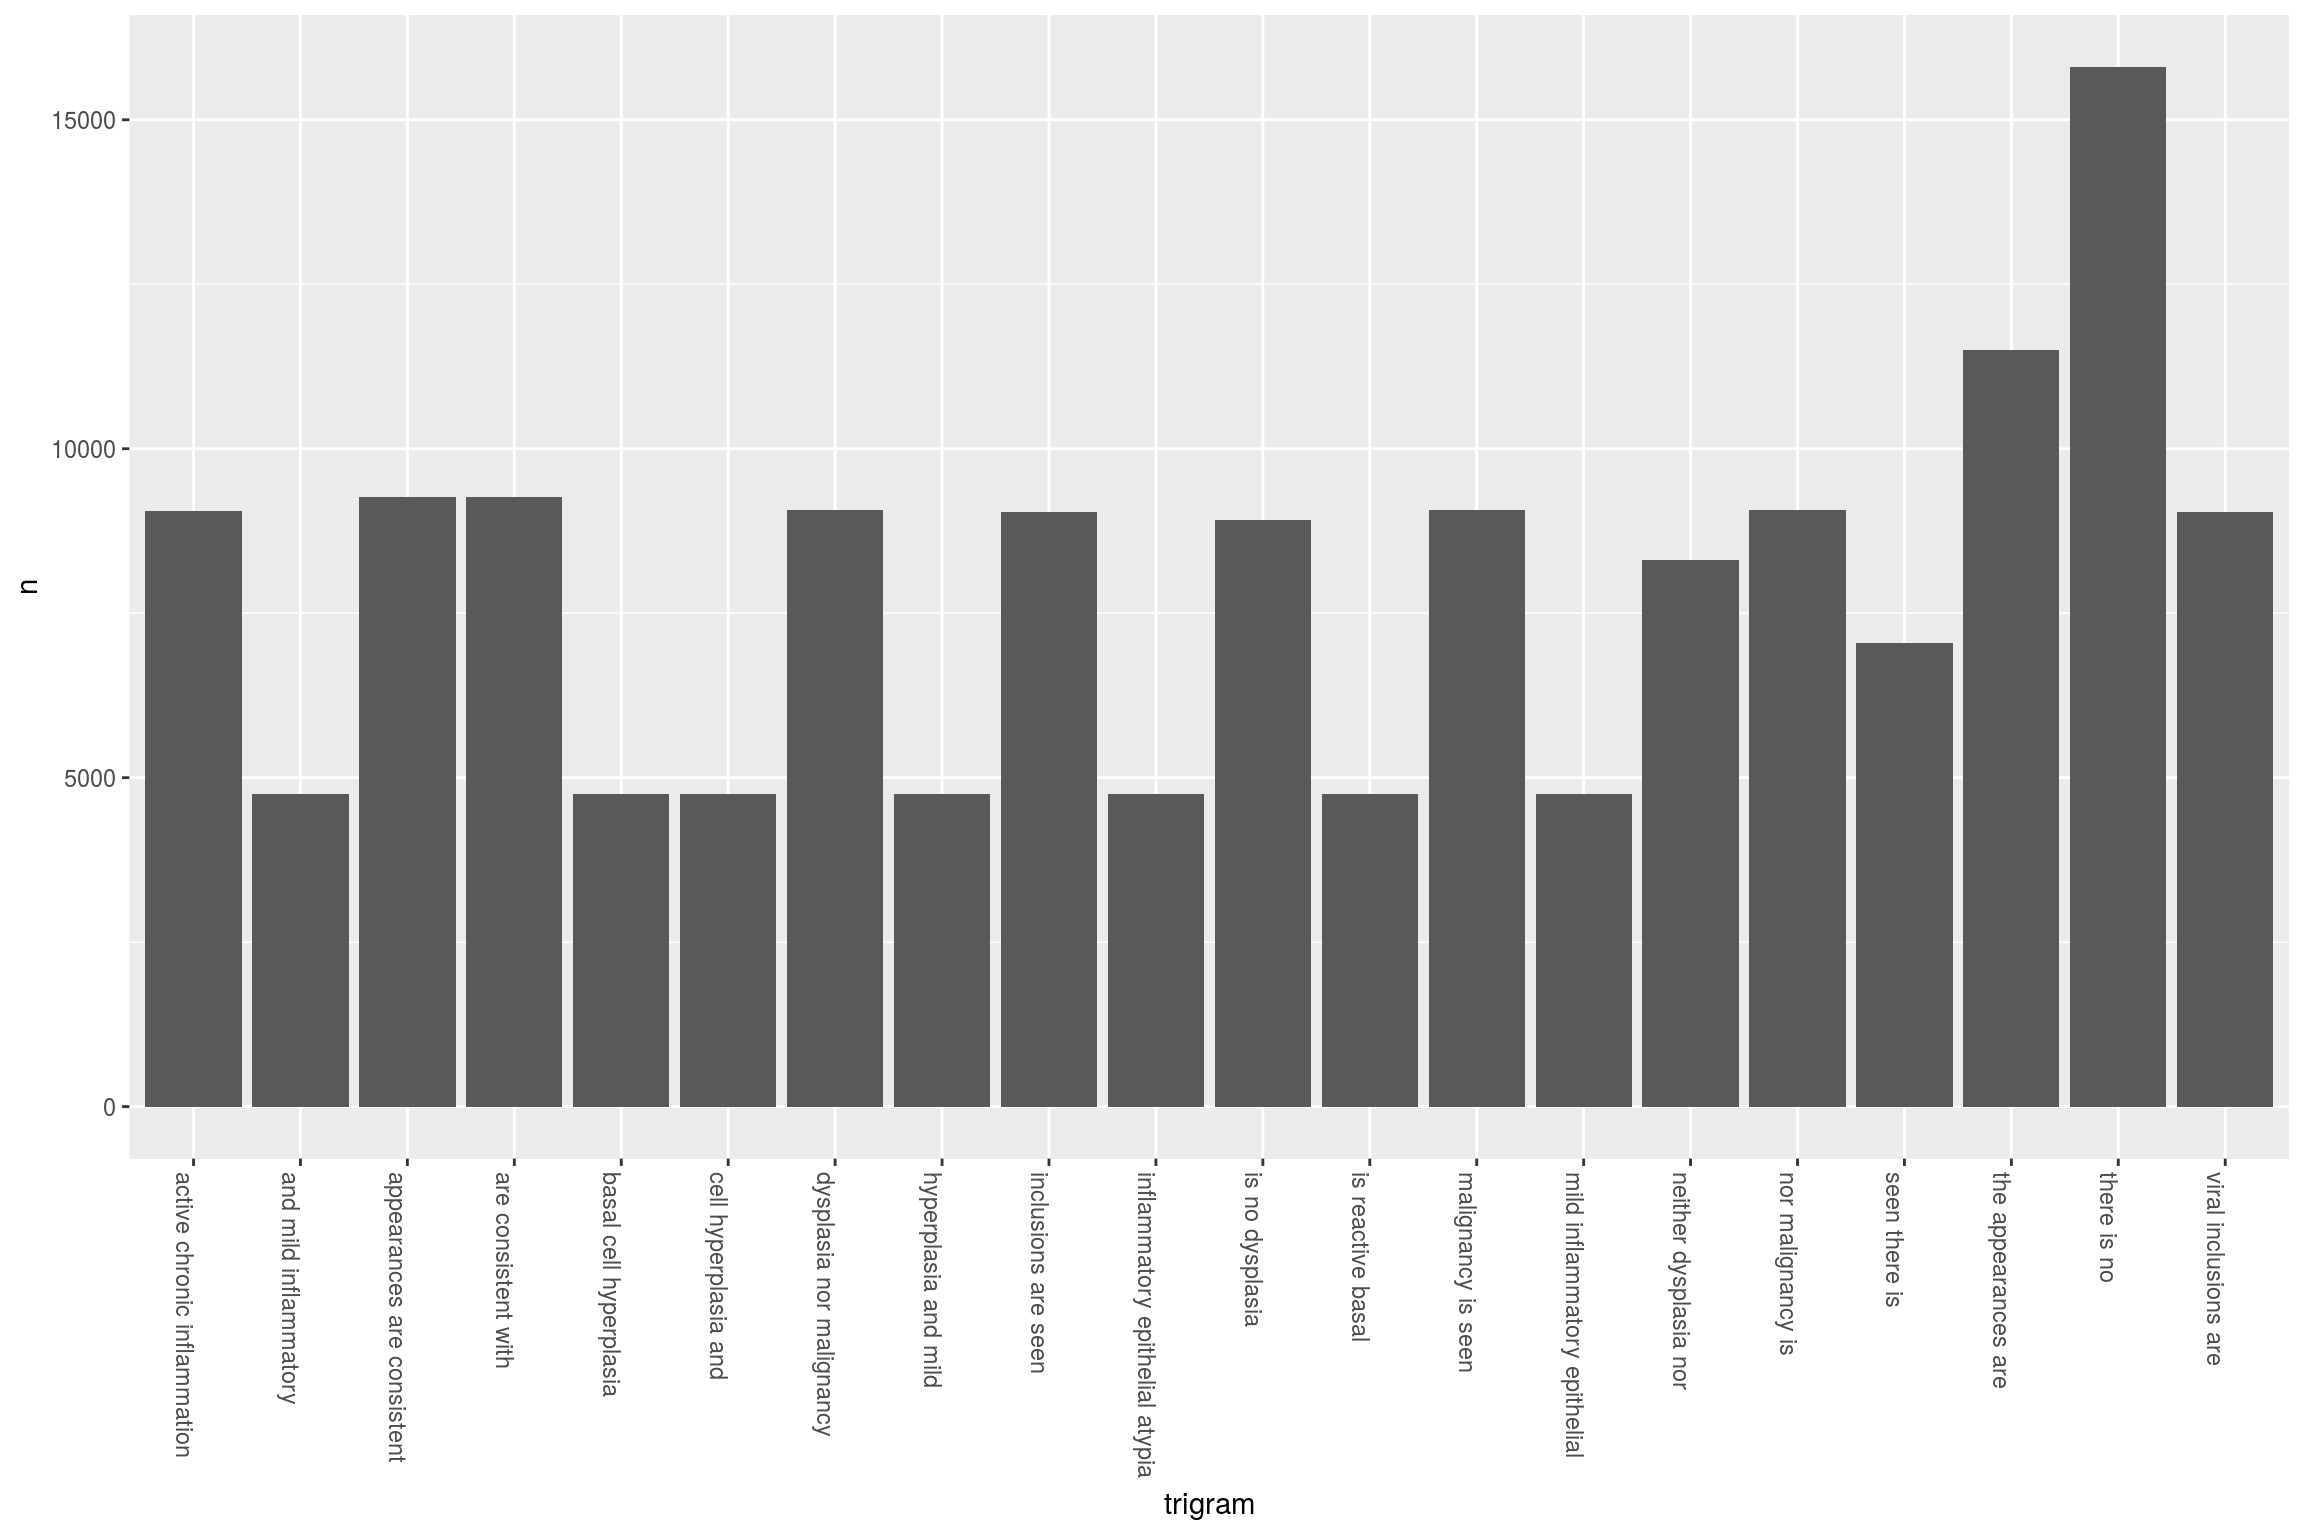 15000
10000
5000
0
n
active chronic inflammation
and mild inflammatory
appearances are consistent
are consistent with
basal cell hyperplasia
cell hyperplasia and
dysplasia nor malignancy
hyperplasia and mild
inclusions are seen
inflammatory epithelial atypia
is no dysplasia
is reactive basal
malignancy is seen
mild inflammatory epithelial
neither dysplasia nor
nor malignancy is
seen there is
the appearances are
there is no
viral inclusions are
trigram